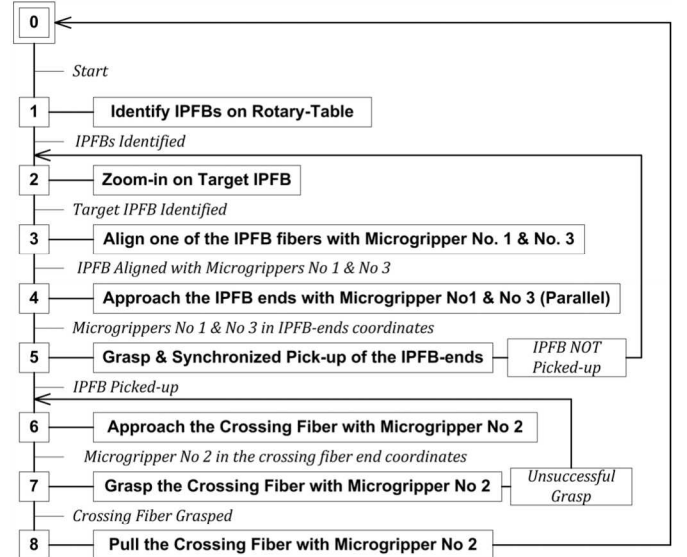 0
Start
1 Identify IPFBs on Rotary-Table
IPFBs Identified
2 Zoom-in on Target IPFB
Target IPFB Identified
3 Align one of the IPFB fibers with Microgripper No. 1 & No. 3
IPFB Aligned with Microgrippers No 1 & No 3
4 Approach the IPFB ends with Microgripper No1 & No 3 (Parallel)
Microgrippers No 1 & No 3 in IPFB-ends coordinates
5 Grasp & Synchronized Pick-up of the IPFB-ends
IPFB NOT
Picked-up
IPFB Picked-up
6 Approach the Crossing Fiber with Microgripper No 2
Microgripper No 2 in the crossing fiber end coordinates
7 Grasp the Crossing Fiber with Microgripper No 2
Unsuccessful
Grasp
Crossing Fiber Grasped
8 Pull the Crossing Fiber with Microgripper No 2